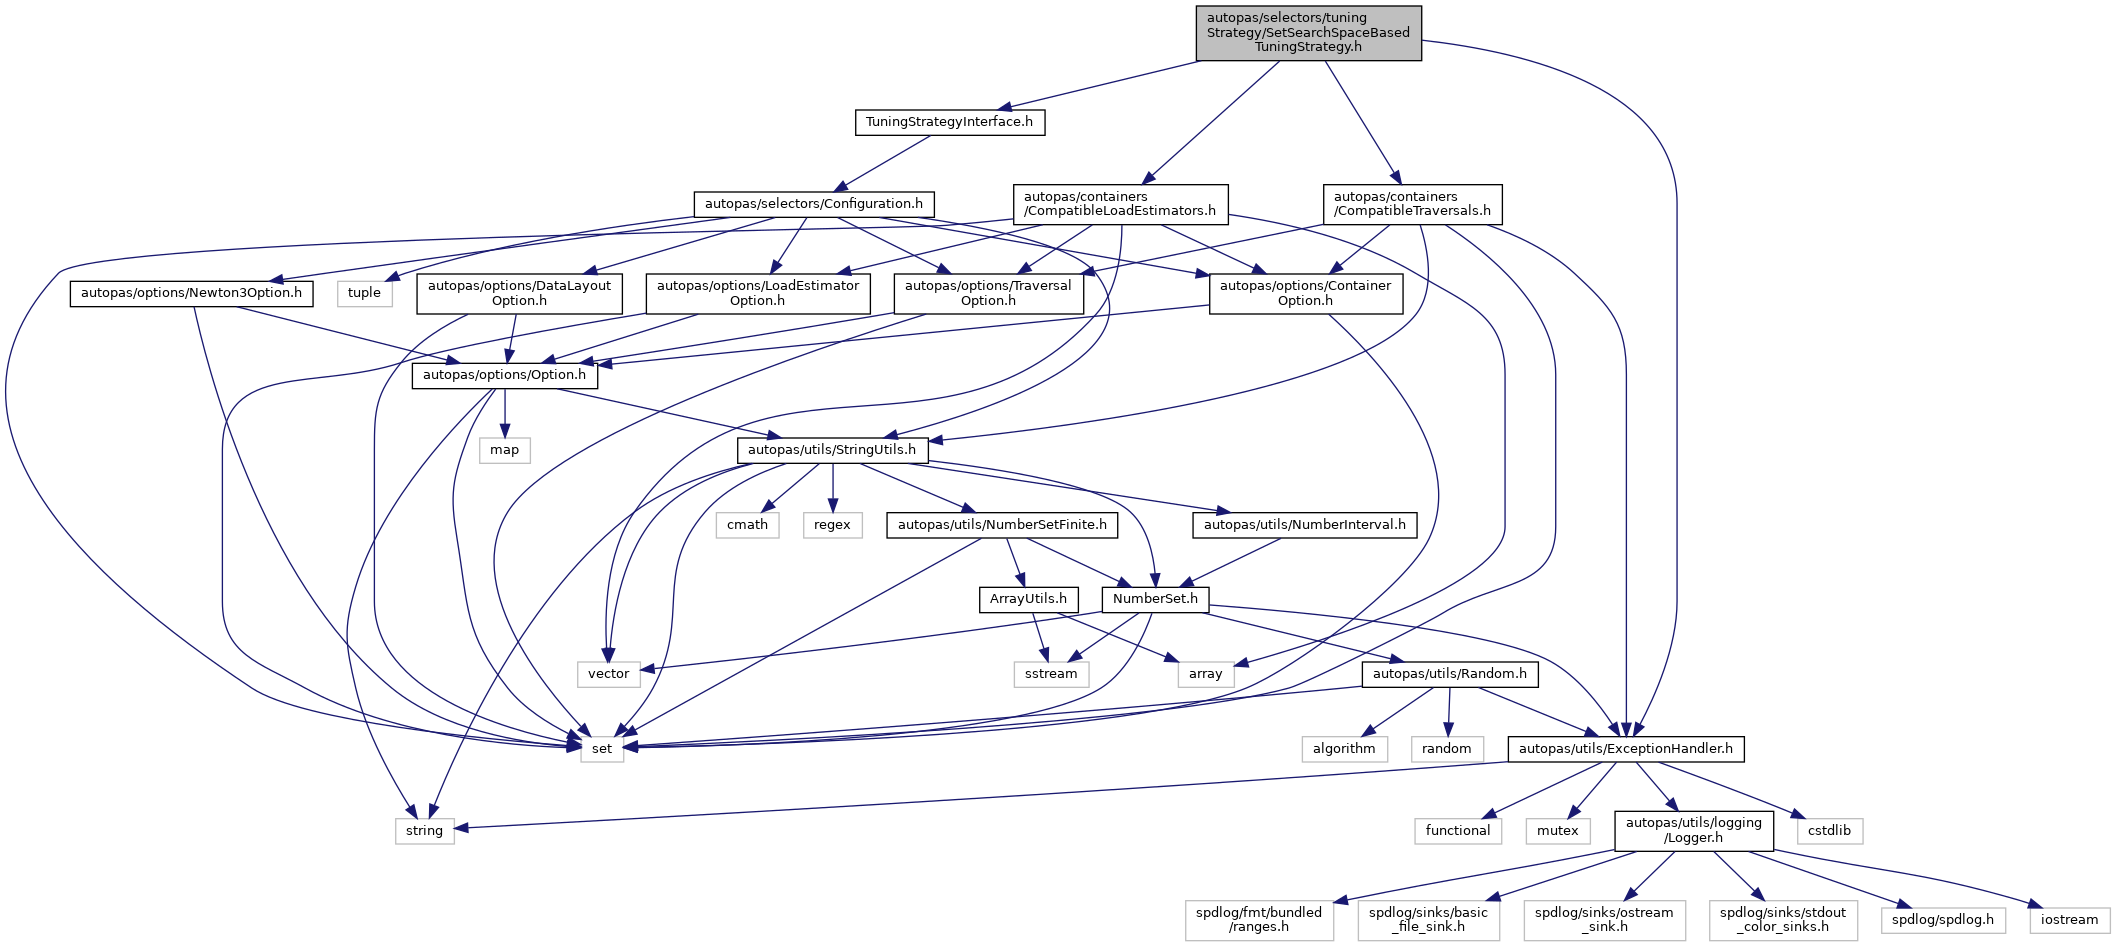 autopas/selectors/tuning
Strategy/SetSearchSpaceBased
TuningStrategy.h
TuningStrategyInterface.h
autopas/selectors/Configuration.h
autopas/containers
/CompatibleLoadEstimators.h
autopas/containers
/CompatibleTraversals.h
autopas/options/Newton3Option.h
tuple
autopas/options/DataLayout
Option.h
autopas/options/LoadEstimator
Option.h
autopas/options/Traversal
Option.h
autopas/options/Container
Option.h
autopas/options/Option.h
map
autopas/utils/StringUtils.h
cmath
regex
autopas/utils/NumberSetFinite.h
autopas/utils/NumberInterval.h
ArrayUtils.h
NumberSet.h
vector
sstream
array
autopas/utils/Random.h
set
algorithm
random
autopas/utils/ExceptionHandler.h
string
functional
mutex
autopas/utils/logging
/Logger.h
cstdlib
spdlog/fmt/bundled
/ranges.h
spdlog/sinks/basic
_file_sink.h
spdlog/sinks/ostream
_sink.h
spdlog/sinks/stdout
_color_sinks.h
spdlog/spdlog.h
iostream